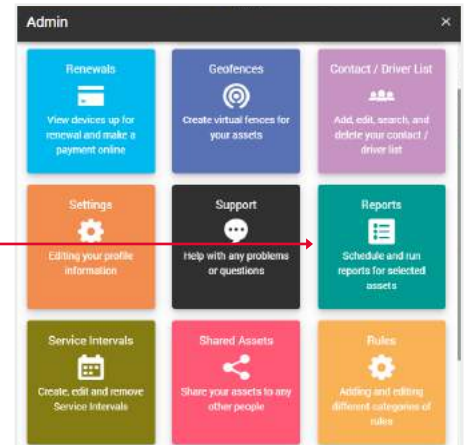 Admin
×
Renewals
View devices up for
renewal and make a
payment online
Geofences
Create virtual fences for
your assets
Contact / Driver List
Add, edit, search, and
delete your contact /
driver list
Settings
Editing your profile
information
Support
Help with any problems
or questions
Reports
Schedule and run
reports for selected
assets
Service Intervals
Create, edit and remove
Service Intervals
Shared Assets
Share your assets to any
other people
Rules
Adding and editing
different categories of
rules